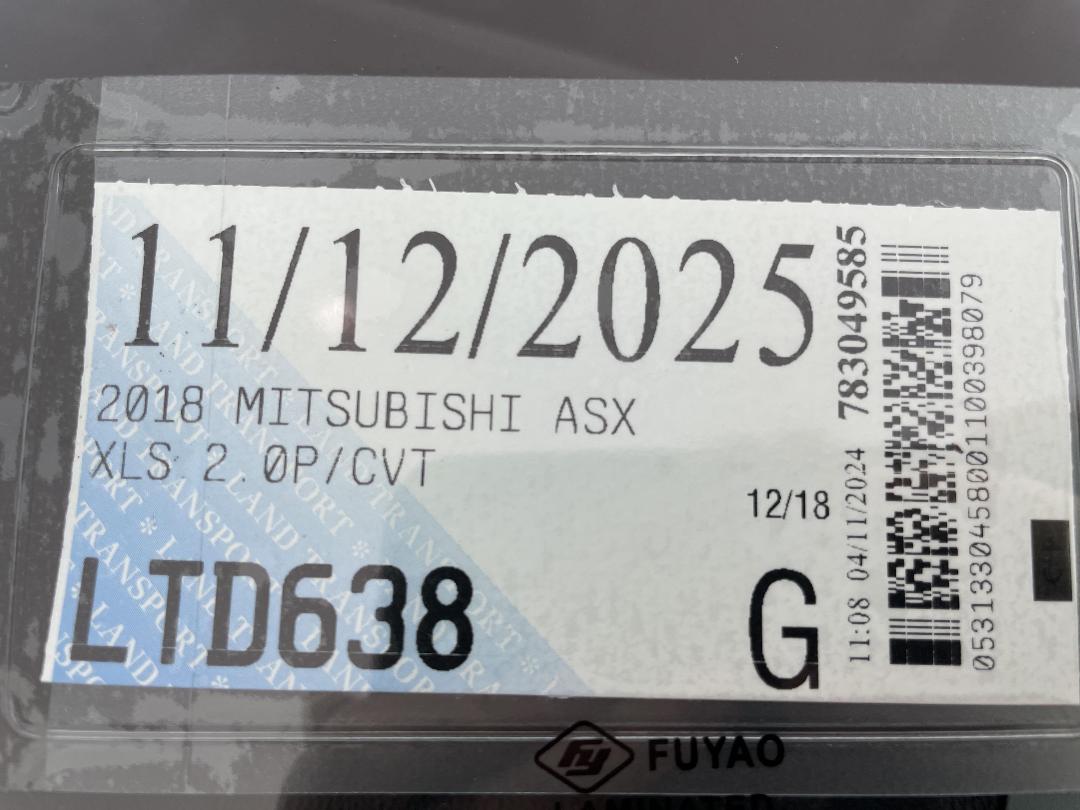 11/12/2025
2018 MITSUBISHI ASX
XLS 2.0P/CVT
12/18
LTD638
G
783049585
11:08 04/11/2024
0531330458001100398079
FUYAO
LAMINATED